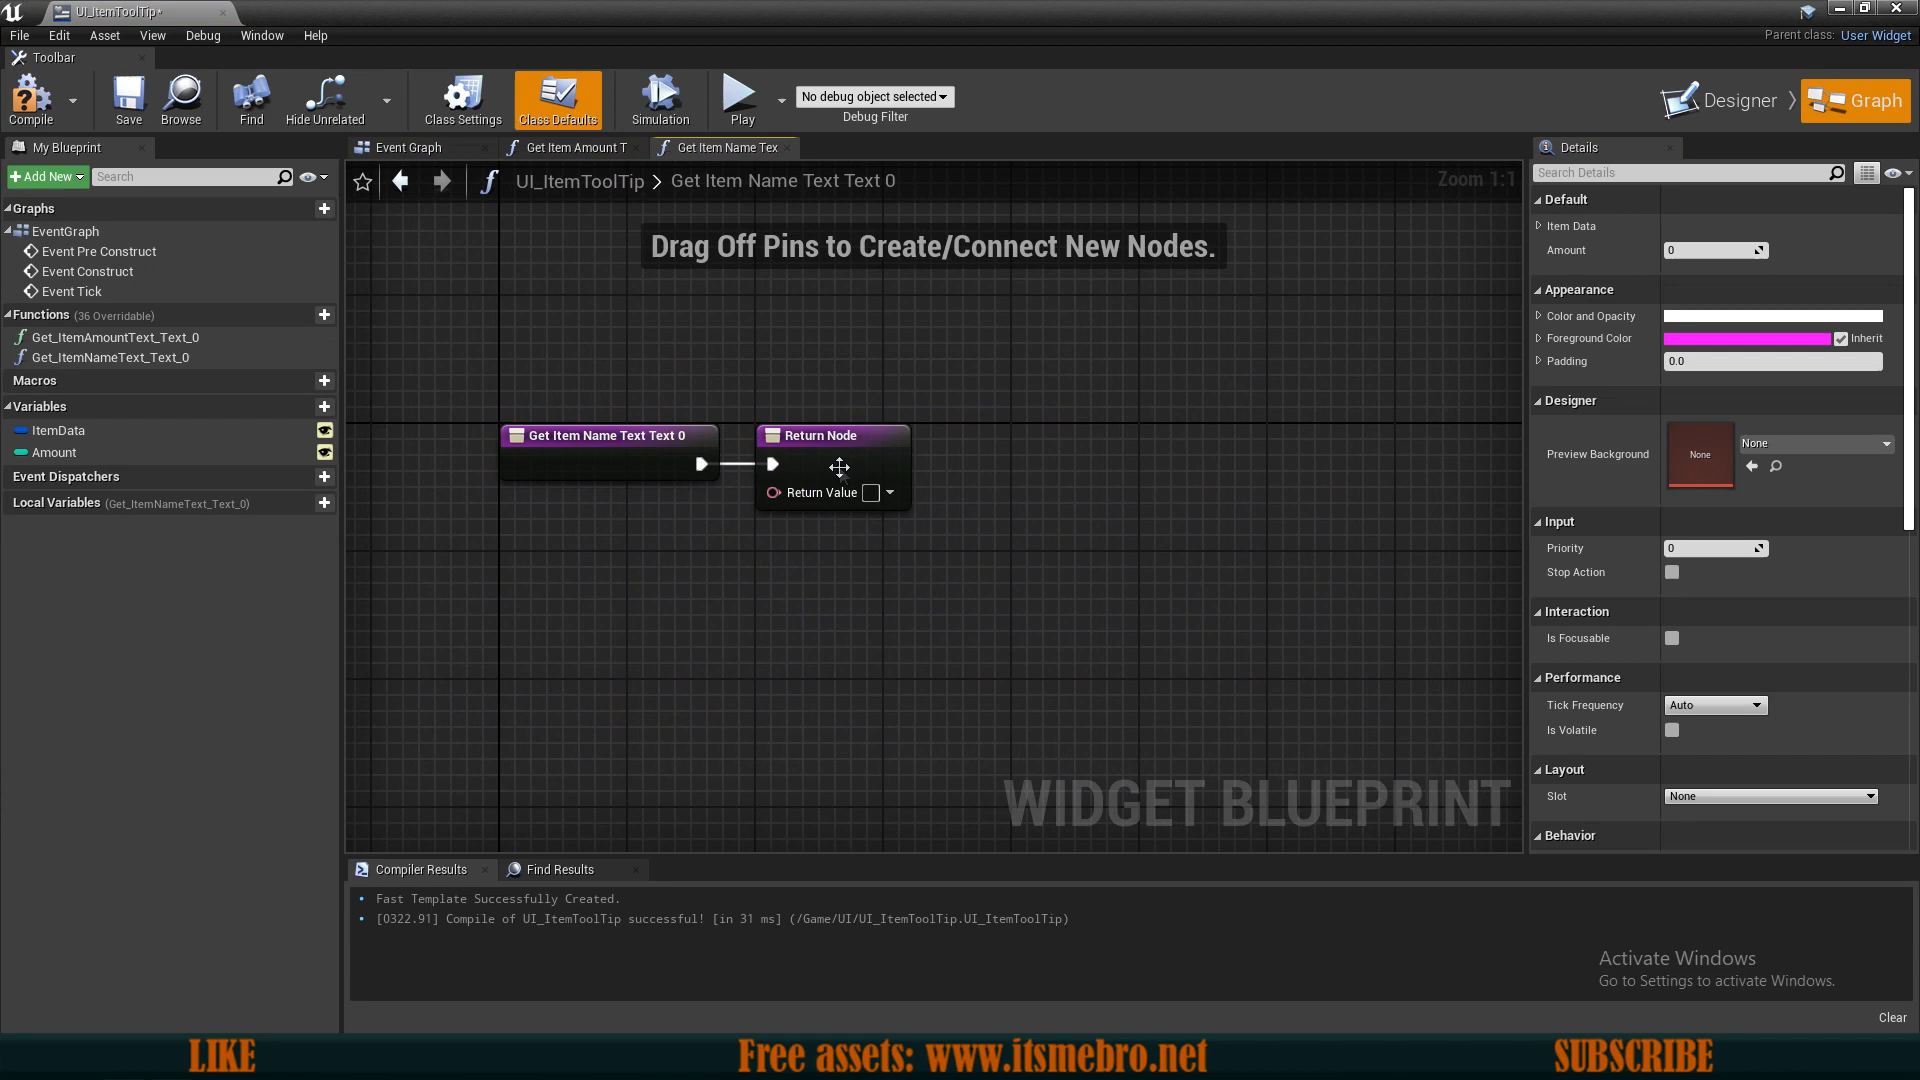 UI_ItemToolTip*
File Edit Asset View Debug Window Help
Parent class: User Widget
Toolbar
Compile
Save
Browse
Find
Hide Unrelated
Class Settings
Class Defaults
Simulation
Play
No debug object selected
Debug Filter
Designer
Graph
My Blueprint
Event Graph
Get Item Amount T
Get Item Name Tex
Details
Add New
Search
UI_ItemToolTip > Get Item Name Text Text 0
Zoom 1:1
Search Details
Graphs
EventGraph
Event Pre Construct
Event Construct
Event Tick
Functions (36 Overridable)
Get_ItemAmountText_Text_0
Get_ItemNameText_Text_0
Macros
Variables
ItemData
Amount
Event Dispatchers
Local Variables (Get_ItemNameText_Text_0)
Drag Off Pins to Create/Connect New Nodes.
Get Item Name Text Text 0
Return Node
Return Value
WIDGET BLUEPRINT
Default
Item Data
Amount 0
Appearance
Color and Opacity
Foreground Color Inherit
Padding 0.0
Designer
Preview Background None None
Input
Priority 0
Stop Action
Interaction
Is Focusable
Performance
Tick Frequency Auto
Is Volatile
Layout
Slot None
Behavior
Compiler Results
Find Results
Fast Template Successfully Created.
[0322.91] Compile of UI_ItemToolTip successful! [in 31 ms] (/Game/UI/UI_ItemToolTip.UI_ItemToolTip)
Activate Windows
Go to Settings to activate Windows.
Clear
LIKE
Free assets: www.itsmebro.net
SUBSCRIBE